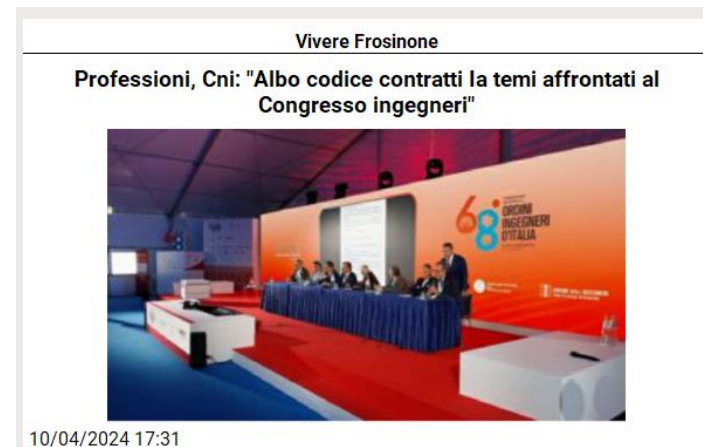 Vivere Frosinone
Professioni, Cni: "Albo codice contratti Ia temi affrontati al
Congresso ingegneri"
68°
ORDINI
INGEGNERI
D'ITALIA
10/04/2024 17:31